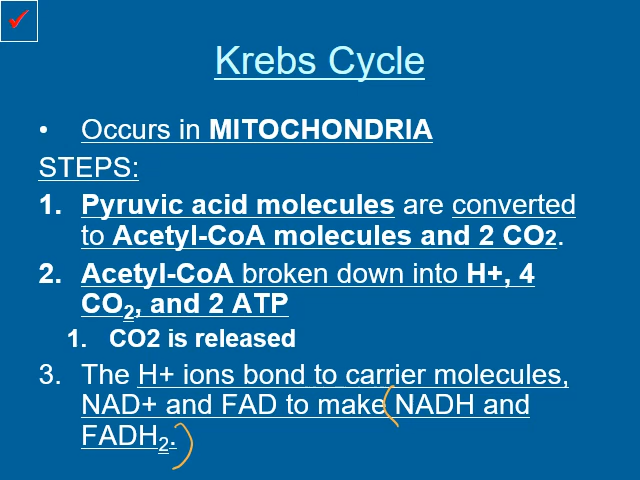 Krebs Cycle
• Occurs in MITOCHONDRIA
STEPS:
1. Pyruvic acid molecules are converted
to Acetyl-CoA molecules and 2 CO2.
2. Acetyl-CoA broken down into H+, 4
CO2, and 2 ATP
1. CO2 is released
3. The H+ ions bond to carrier molecules,
NAD+ and FAD to make NADH and
FADH2.